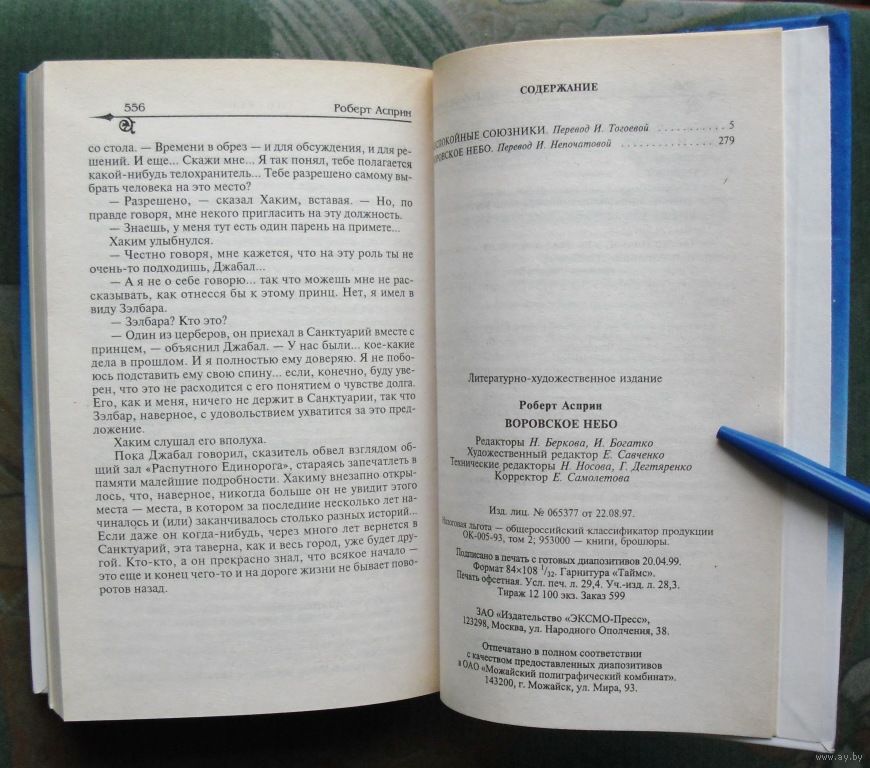 556
Роберт Асприн
со стола. — Времени в обрез — и для обсуждения, и для ре-
шений. И еще... Скажи мне... Я так понял, тебе полагается
какой-нибудь телохранитель... Тебе разрешено самому вы-
брать человека на это место?
— Разрешено, — сказал Хаким, вставая. — Но, по
правде говоря, мне некого пригласить на эту должность.
— Знаешь, у меня тут есть один парень на примете...
Хаким улыбнулся.
— Честно говоря, мне кажется, что на эту роль ты не
очень-то подходишь, Джабал...
— А я не о себе говорю... так что можешь мне не рас-
сказывать, как отнесся бы к этому принц. Нет, я имел в
виду Зэлбара.
— Зэлбара? Кто это?
— Один из церберов, он приехал в Санктуарий вместе с
принцем, — объяснил Джабал. — У нас были... кое-какие
дела в прошлом. И я полностью ему доверяю. Я не побо-
юсь подставить ему свою спину... если, конечно, буду уве-
рен, что это не расходится с его понятием о чувстве долга.
Его, как и меня, ничего не держит в Санктуарии, так что
Зэлбар, наверное, с удовольствием ухватится за это пред-
ложение.
Хаким слушал его вполуха.
Пока Джабал говорил, сказитель обвел взглядом об-
щий зал «Распутного Единорога», стараясь запечатлеть в
памяти малейшие подробности. Хакиму внезапно откры-
лось, что, наверное, никогда больше он не увидит этого
места — места, в котором за последние несколько лет на-
чиналось и (или) заканчивалось столько разных историй...
Если даже он когда-нибудь, через много лет вернется в
Санктуарий, эта таверна, как и весь город, уже будет дру-
гой. Кто-кто, а он прекрасно знал, что всякое начало —
это еще и конец чего-то и на дороге жизни не бывает пово-
ротов назад.
СОДЕРЖАНИЕ
СПОКОЙНЫЕ СОЮЗНИКИ. Перевод И. Тогоевой ........... 5
ОРОВСКОЕ НЕБО. Перевод И. Непочатовой ............... 279
Литературно-художественное издание
Роберт Асприн
ВОРОВСКОЕ НЕБО
Редакторы Н. Беркова, И. Богатко
Художественный редактор Е. Савченко
Технические редакторы Н. Носова, Г. Дегтяренко
Корректор Е. Самолетова
Изд. лиц. № 065377 от 22.08.97.
Налоговая льгота — общероссийский классификатор продукции
ОК-005-93, том 2; 953000 — книги, брошюры.
Подписано в печать с готовых диапозитивов 20.04.99.
Формат 84×108 1/32. Гарнитура «Таймс».
Печать офсетная. Усл. печ. л. 29,4. Уч.-изд. л. 28,3.
Тираж 12 100 экз. Заказ 599
ЗАО «Издательство «ЭКСМО-Пресс»,
123298, Москва, ул. Народного Ополчения, 38.
Отпечатано в полном соответствии
с качеством предоставленных диапозитивов
в ОАО «Можайский полиграфический комбинат».
143200, г. Можайск, ул. Мира, 93.
www.ay.by